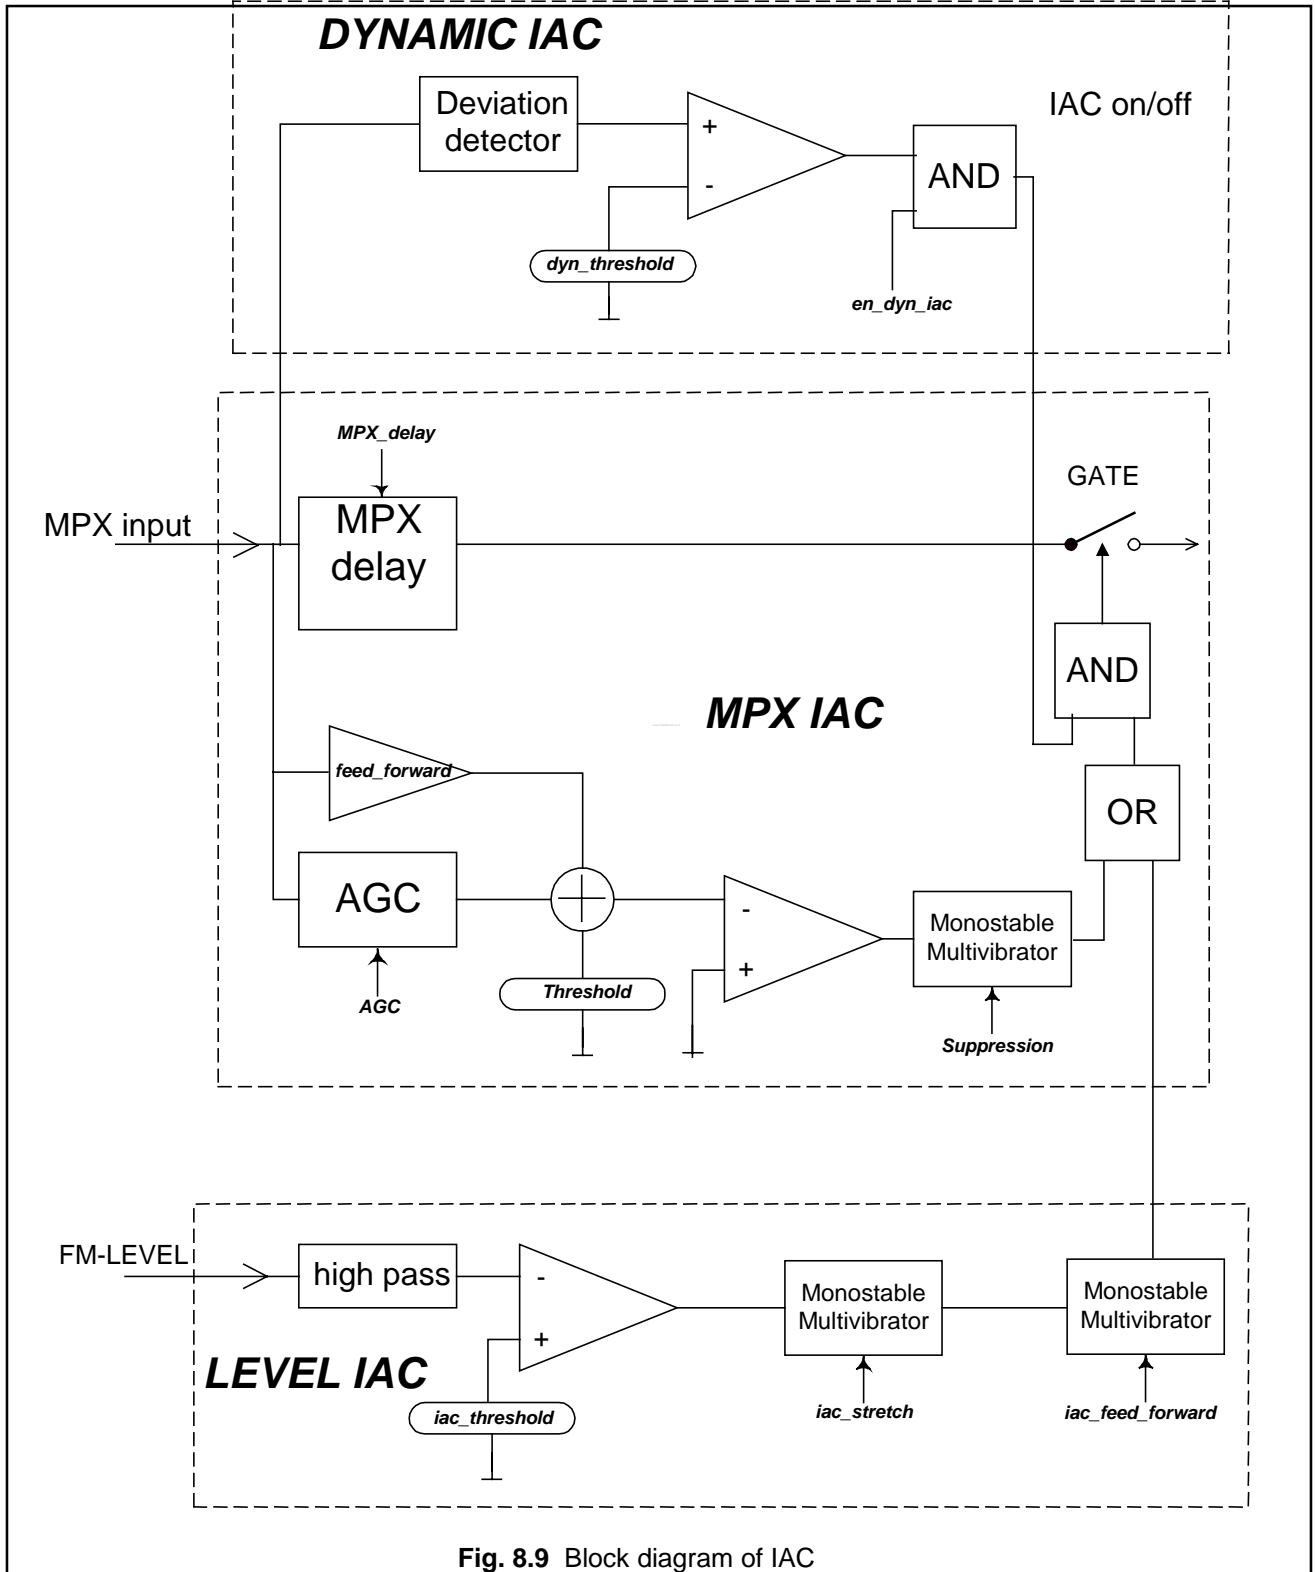 DYNAMIC IAC
Deviation
detector
IAC on/off
+
-
AND
dyn_threshold
en_dyn_iac
MPX_delay
GATE
MPX input
MPX
delay
AND
MPX IAC
feed_forward
OR
AGC
-
+
Monostable
Multivibrator
Threshold
AGC
Suppression
FM-LEVEL
high pass
-
+
Monostable
Multivibrator
Monostable
Multivibrator
LEVEL IAC
iac_threshold
iac_stretch
iac_feed_forward
Fig. 8.9 Block diagram of IAC